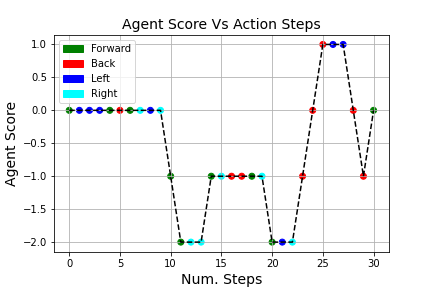 Agent Score Vs Action Steps
Agent Score
1.0
0.5
0.0
−0.5
−1.0
−1.5
−2.0
Forward
Back
Left
Right
0 5 10 15 20 25 30
Num. Steps